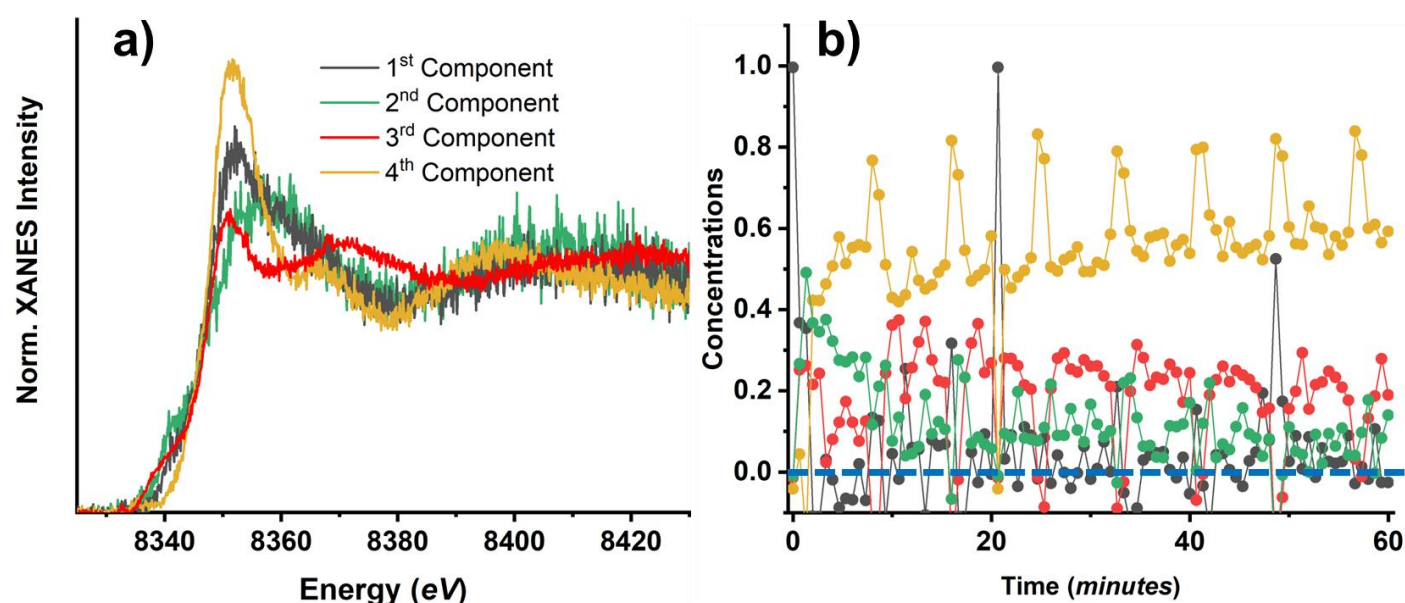 a)
1st Component
2nd Component
3rd Component
4th Component
Norm. XANES Intensity
8340 8360 8380 8400 8420
Energy (eV)
b)
1.0
0.8
0.6
0.4
0.2
0.0
Concentrations
0 20 40 60
Time (minutes)